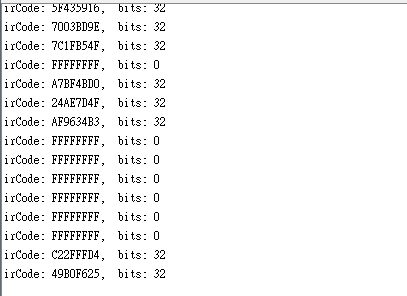 irCode: 5F435916,  bits: 32
irCode: 7003BD9E,  bits: 32
irCode: 7C1FB54F,  bits: 32
irCode: FFFFFFFF,  bits: 0
irCode: A7BF4BD0,  bits: 32
irCode: 24AE7D4F,  bits: 32
irCode: AF9634B3,  bits: 32
irCode: FFFFFFFF,  bits: 0
irCode: FFFFFFFF,  bits: 0
irCode: FFFFFFFF,  bits: 0
irCode: FFFFFFFF,  bits: 0
irCode: FFFFFFFF,  bits: 0
irCode: FFFFFFFF,  bits: 0
irCode: C22FFFD4,  bits: 32
irCode: 49B0F625,  bits: 32